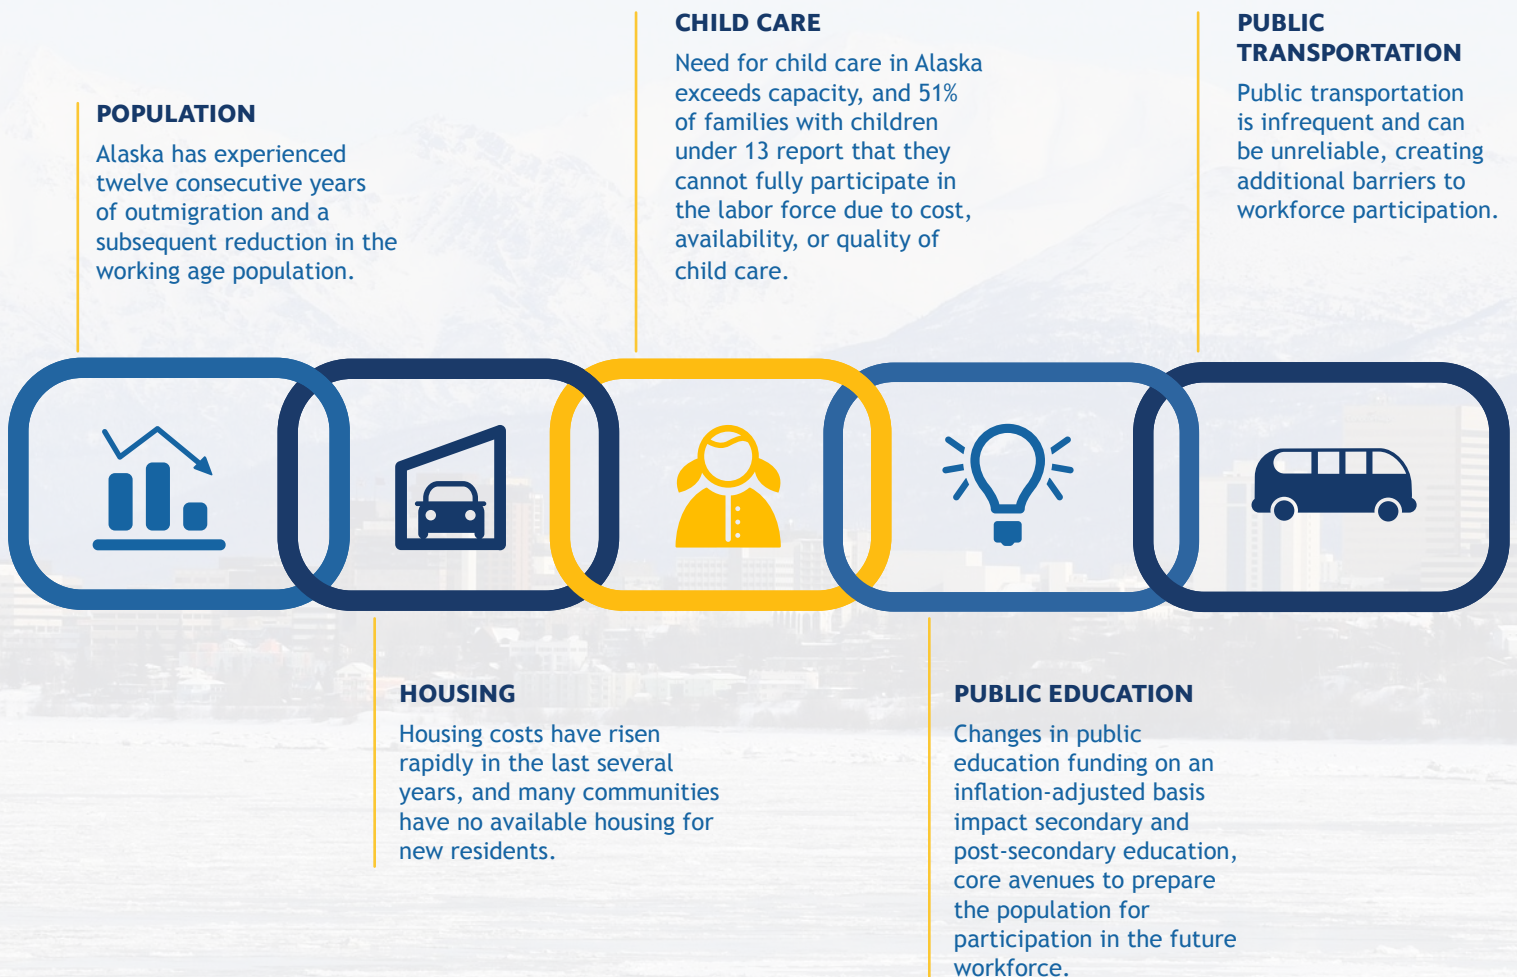 POPULATION
Alaska has experienced
twelve consecutive years
of outmigration and a
subsequent reduction in the
working age population.
HOUSING
Housing costs have risen
rapidly in the last several
years, and many communities
have no available housing for
new residents.
CHILD CARE
Need for child care in Alaska
exceeds capacity, and 51%
of families with children
under 13 report that they
cannot fully participate in
the labor force due to cost,
availability, or quality of
child care.
PUBLIC EDUCATION
Changes in public
education funding on an
inflation-adjusted basis
impact secondary and
post-secondary education,
core avenues to prepare
the population for
participation in the future
workforce.
PUBLIC
TRANSPORTATION
Public transportation
is infrequent and can
be unreliable, creating
additional barriers to
workforce participation.